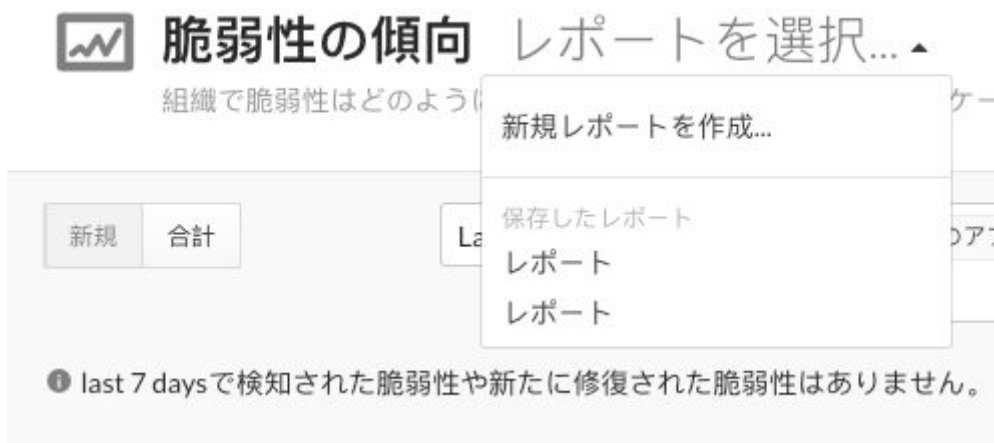 脆弱性の傾向 レポートを選択...
組織で脆弱性はどのように
新規レポートを作成...
保存したレポート
レポート
レポート
新規 合計
last 7 daysで検知された脆弱性や新たに修復された脆弱性はありません。